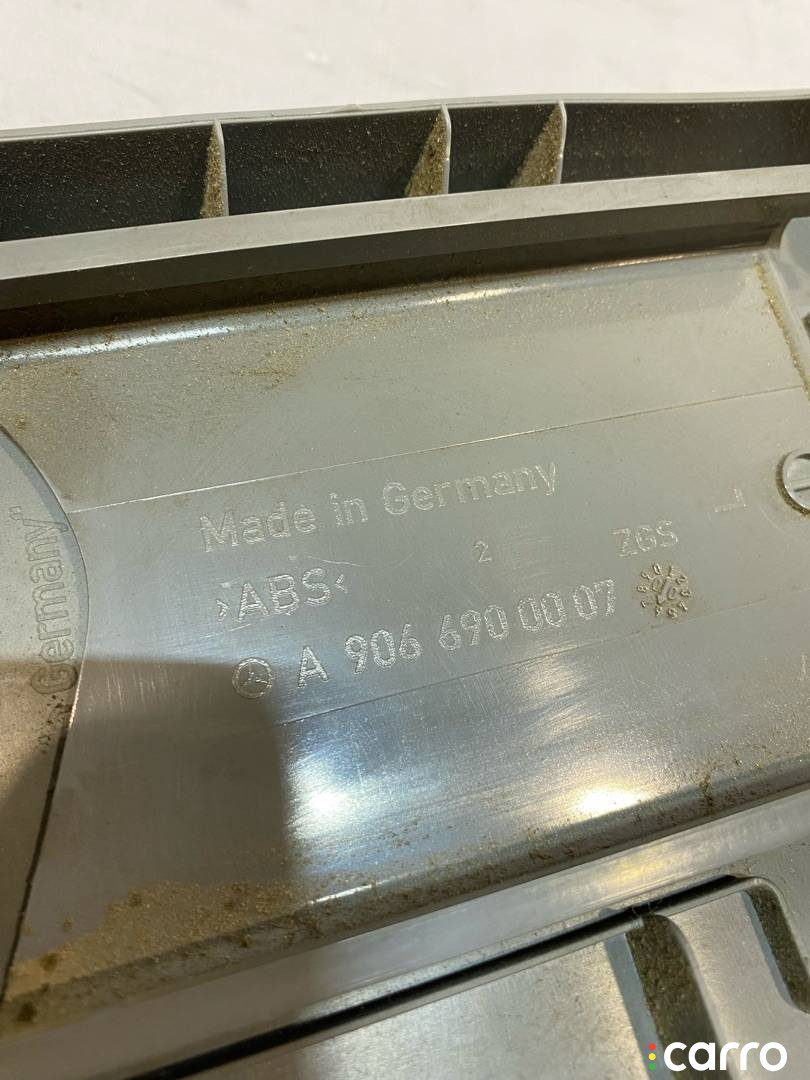 Made in Germany
>ABS< 2 ZGS L
A 906 690 00 07
Germany"
carro